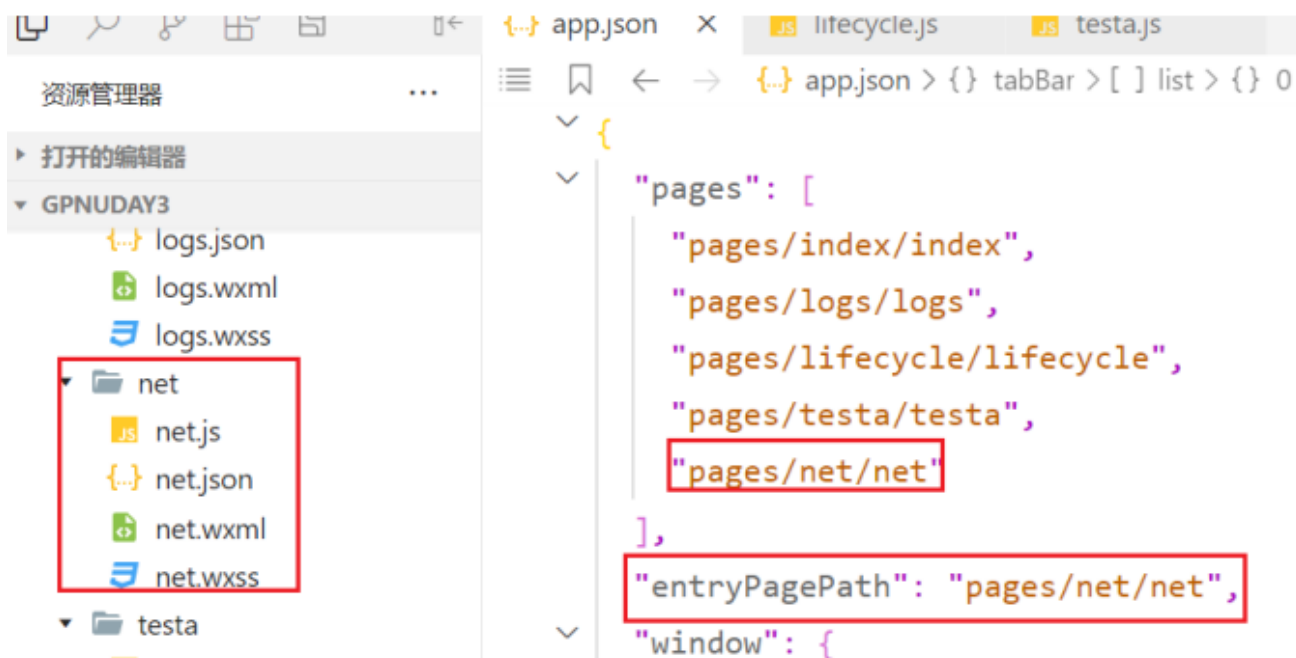 app.json
lifecycle.js
testa.js
资源管理器
app.json > {} tabBar > [ ] list > {} 0
打开的编辑器
GPNUDAY3
logs.json
logs.wxml
logs.wxss
net
net.js
net.json
net.wxml
net.wxss
testa
{
"pages": [
"pages/index/index",
"pages/logs/logs",
"pages/lifecycle/lifecycle",
"pages/testa/testa",
"pages/net/net"
],
"entryPagePath": "pages/net/net",
"window": {